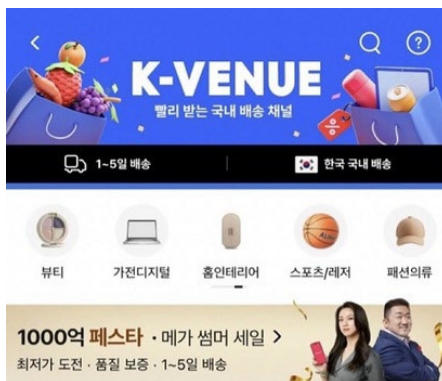 K-VENUE
빨리 받는 국내 배송 채널
1~5일 배송
한국 국내 배송
뷰티
가전디지털
홈인테리어
스포츠/레저
패션의류
1000억 페스타 · 메가 썸머 세일 >
최저가 도전 · 품질 보증 · 1~5일 배송